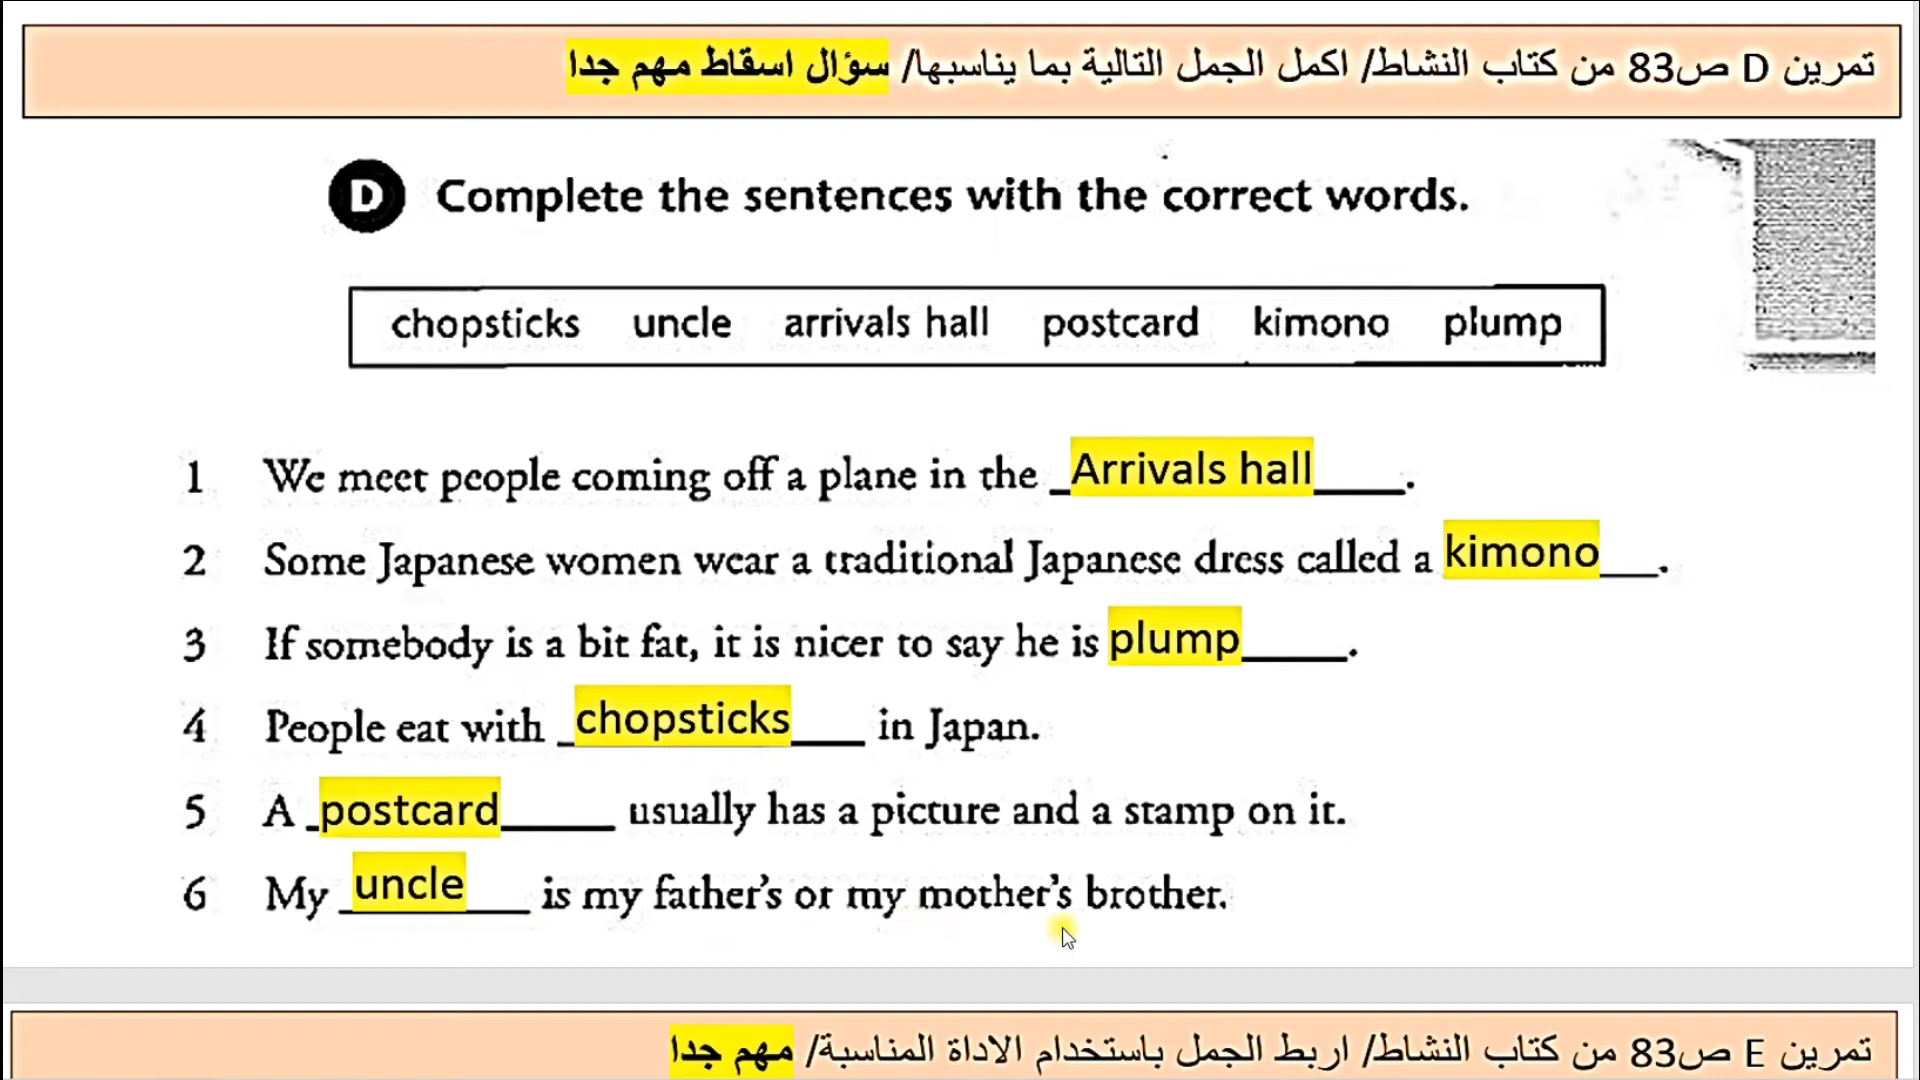 تمرين D ص83 من كتاب النشاط/ اكمل الجمل التالية بما يناسبها/ سؤال اسقاط مهم جدا
D Complete the sentences with the correct words.
chopsticks uncle arrivals hall postcard kimono plump
1 We meet people coming off a plane in the _Arrivals hall____.
2 Some Japanese women wear a traditional Japanese dress called a kimono___.
3 If somebody is a bit fat, it is nicer to say he is plump_____.
4 People eat with _chopsticks____ in Japan.
5 A _postcard______ usually has a picture and a stamp on it.
6 My _uncle____ is my father's or my mother's brother.
تمرين E ص83 من كتاب النشاط/ اربط الجمل باستخدام الاداة المناسبة/ مهم جدا